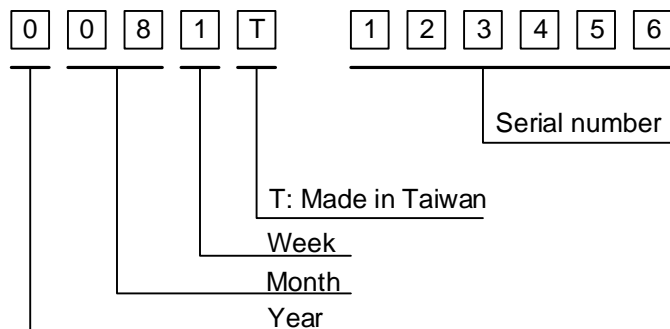 0 0 8 1 T 1 2 3 4 5 6
Serial number
T: Made in Taiwan
Week
Month
Year